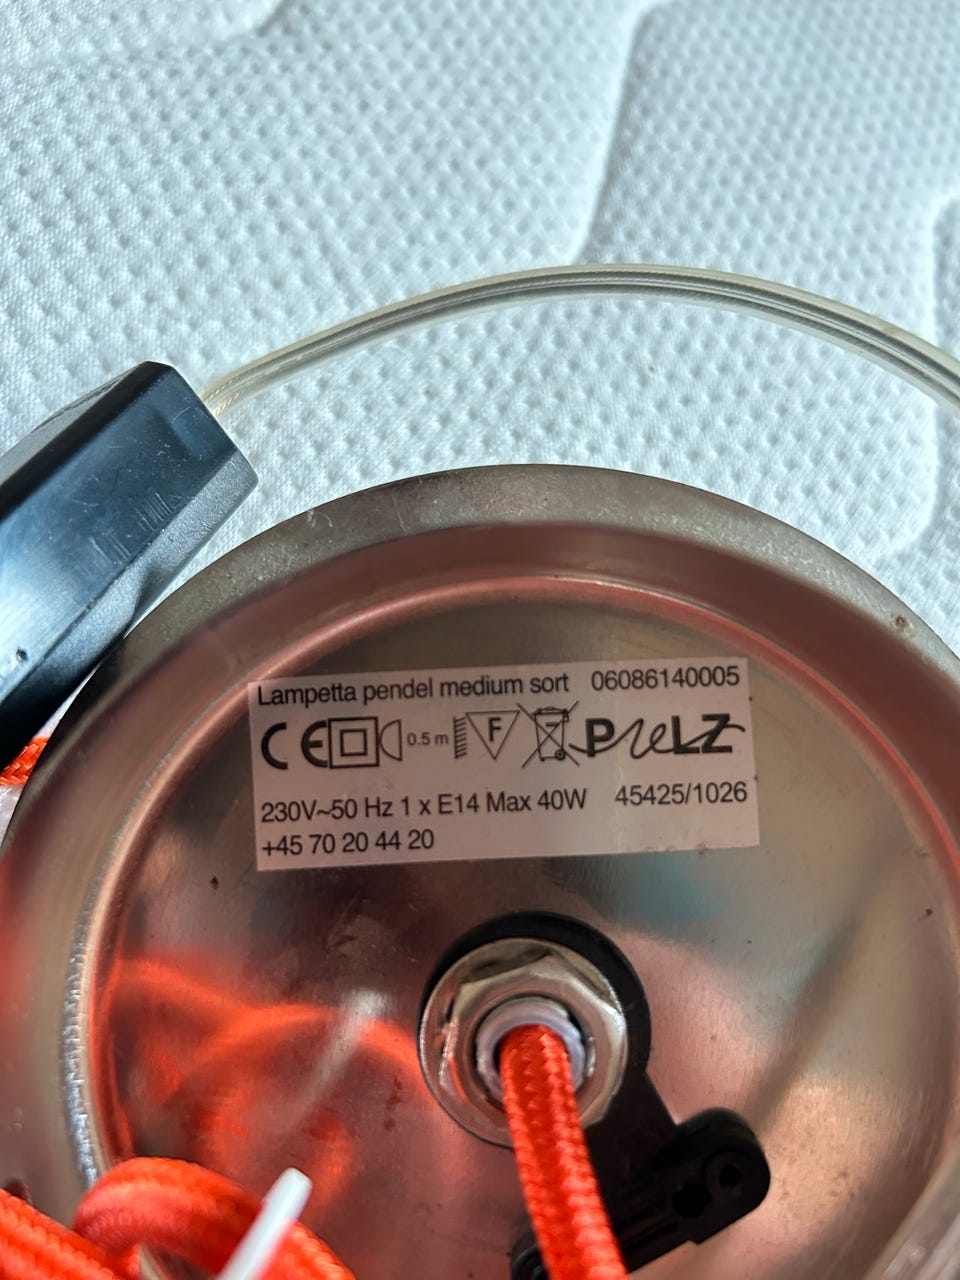 Lampetta pendel medium sort 06086140005
CE 0.5 m F PReLZ
230V~50 Hz 1 x E14 Max 40W 45425/1026
+45 70 20 44 20